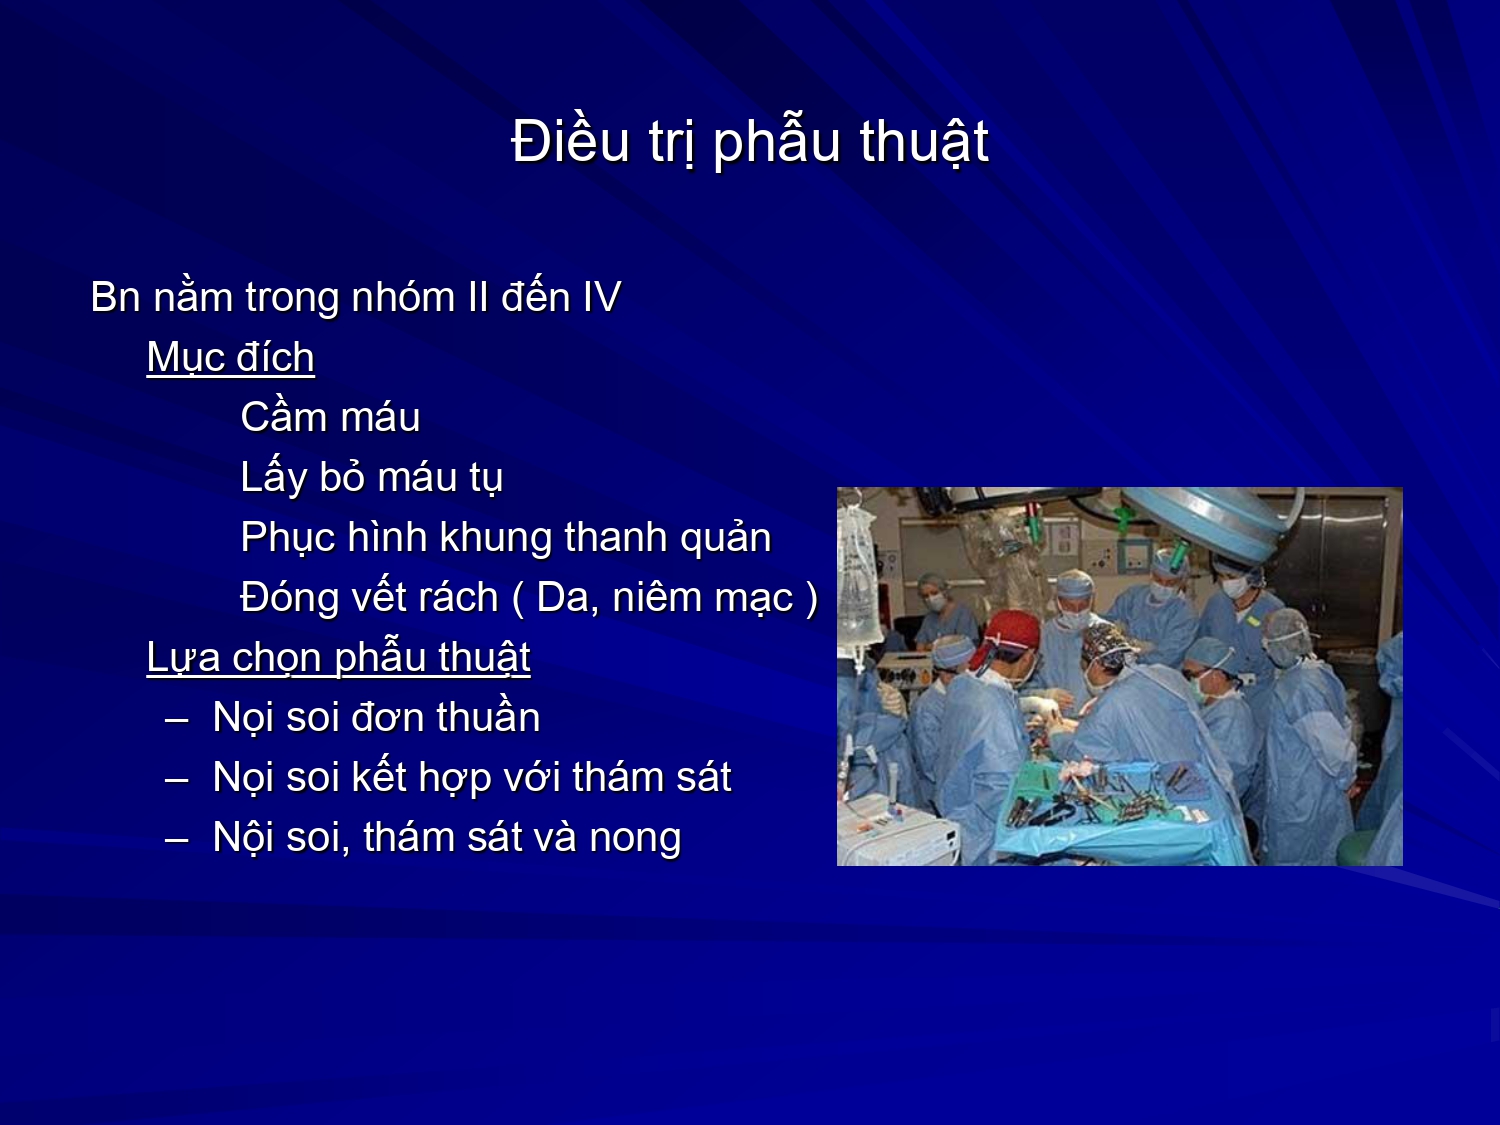 Điều trị phẫu thuật
Bn nằm trong nhóm II đến IV
Mục đích
Cầm máu
Lấy bỏ máu tụ
Phục hình khung thanh quản
Đóng vết rách ( Da, niêm mạc )
Lựa chọn phẫu thuật
– Nọi soi đơn thuần
– Nọi soi kết hợp với thám sát
– Nội soi, thám sát và nong